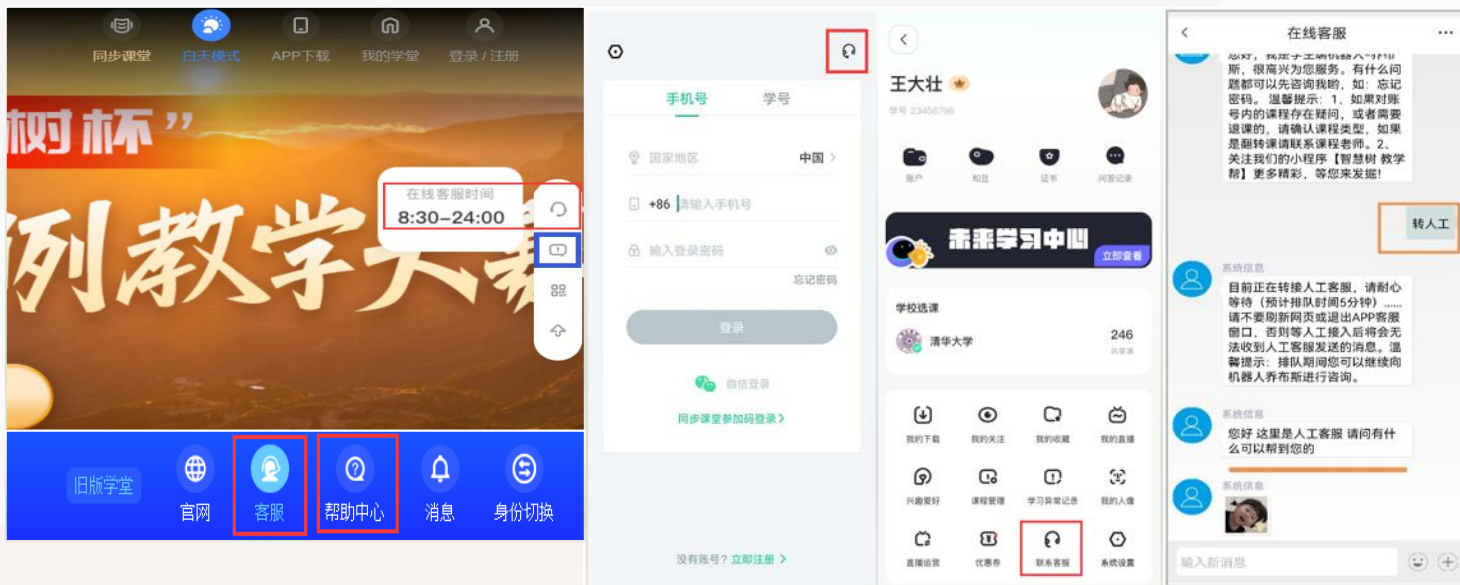 同步课堂
白天模式
APP下载
我的学堂
登录 / 注册
树杯”
例教学大赛
在线客服时间
8:30–24:00
旧版学堂
官网
客服
帮助中心
消息
身份切换
手机号
学号
国家地区
中国
+86
请输入手机号
输入登录密码
忘记密码
登录
微信登录
同步课堂参加码登录
没有账号? 立即注册
王大壮
学号 23456798
账户
知豆
证书
问答记录
未来学习中心
立即查看
学校选课
清华大学
246
共享课
我的下载
我的关注
我的收藏
我的直播
兴趣爱好
课程管理
学习异常记录
我的人像
直播运营
优惠券
联系客服
系统设置
在线客服
斯，很高兴为您服务。有什么问
题都可以先咨询我哟，如：忘记
密码。 温馨提示：1、如果对账
号内的课程存在疑问，或者需要
退课的，请确认课程类型，如果
是翻转课请联系课程老师。2、
关注我们的小程序【智慧树 教学
帮】更多精彩，等您来发掘!
转人工
系统信息
目前正在转接人工客服，请耐心
等待（预计排队时间5分钟）......
请不要刷新网页或退出APP客服
窗口，否则等人工接入后将会无
法收到人工客服发送的消息。温
馨提示：排队期间您可以继续向
机器人乔布斯进行咨询。
系统信息
您好 这里是人工客服 请问有什
么可以帮到您的
系统信息
输入新消息